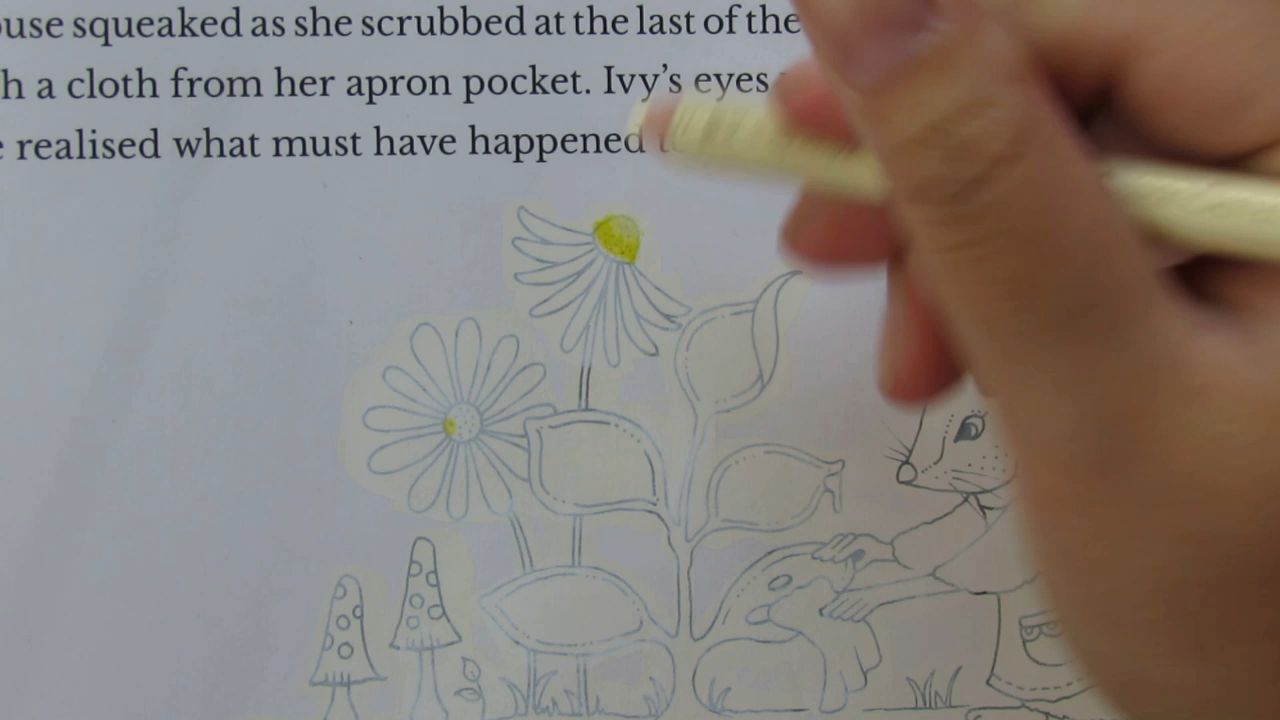 ouse squeaked as she scrubbed at the last of the
h a cloth from her apron pocket. Ivy's eyes
e realised what must have happened